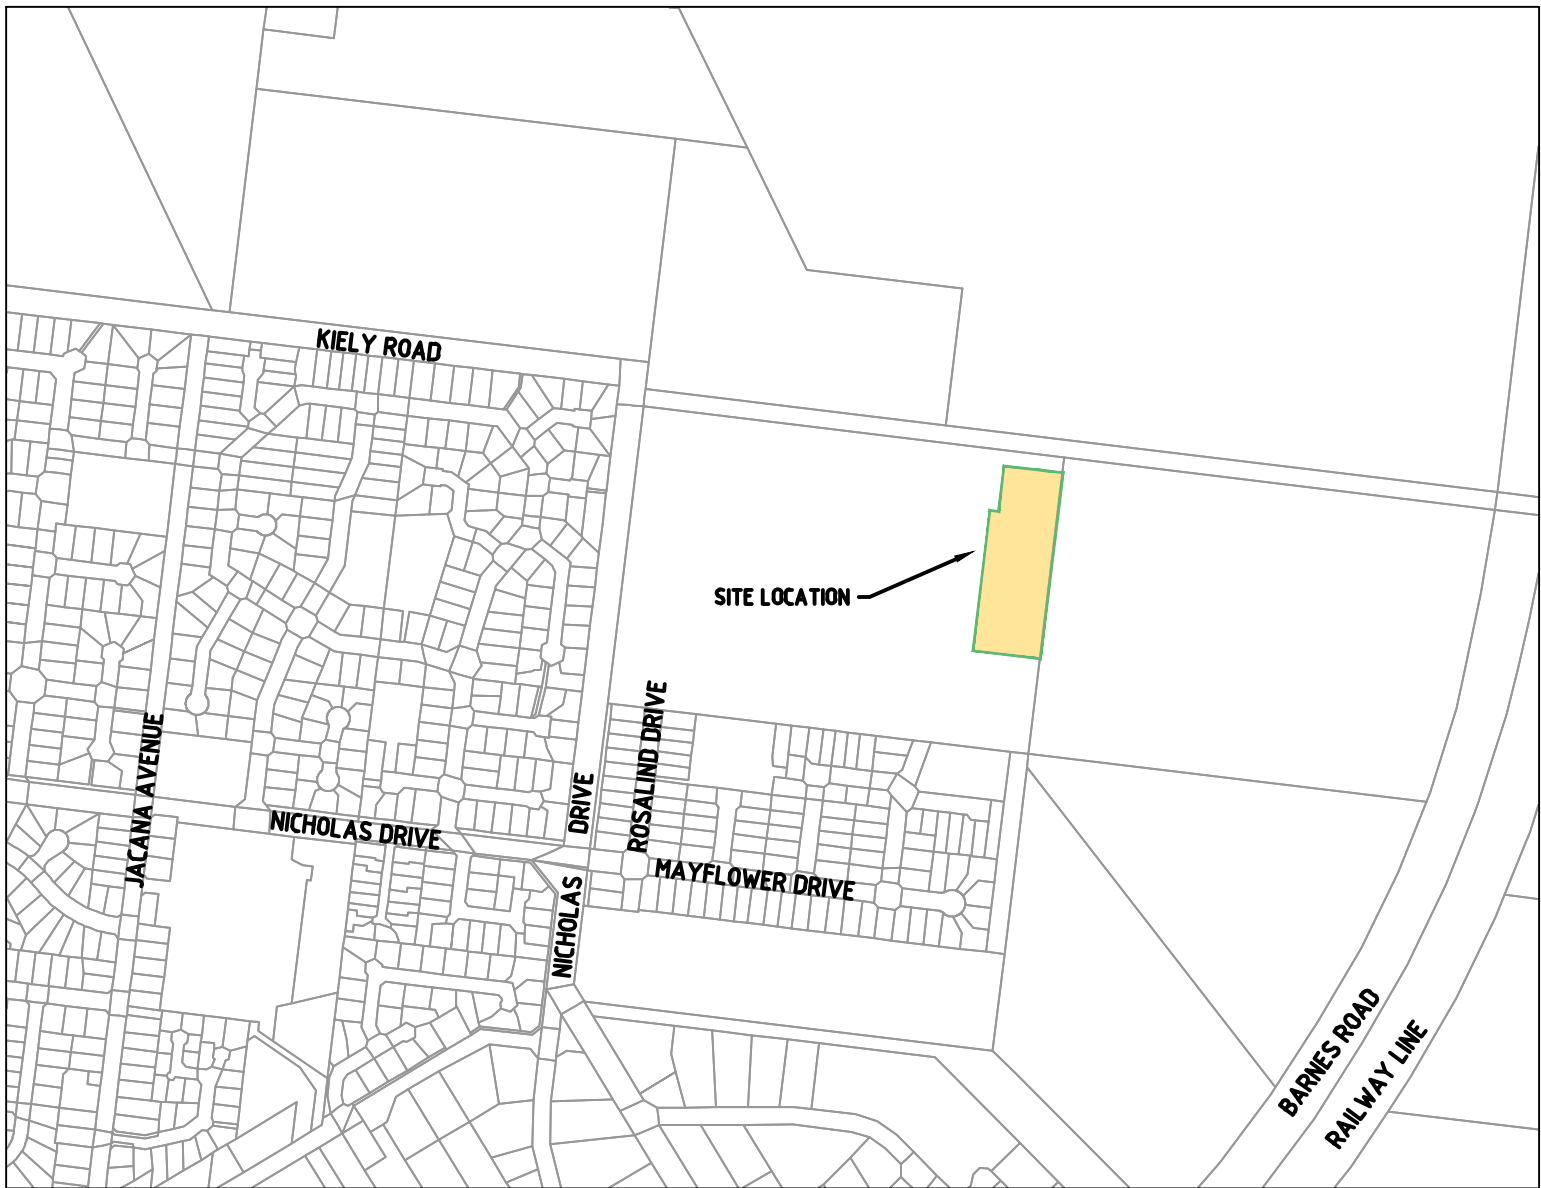 KIELY ROAD
SITE LOCATION
ROSALIND DRIVE
JACANA AVENUE
DRIVE
NICHOLAS DRIVE
MAYFLOWER DRIVE
NICHOLAS
BARNES ROAD
RAILWAY LINE